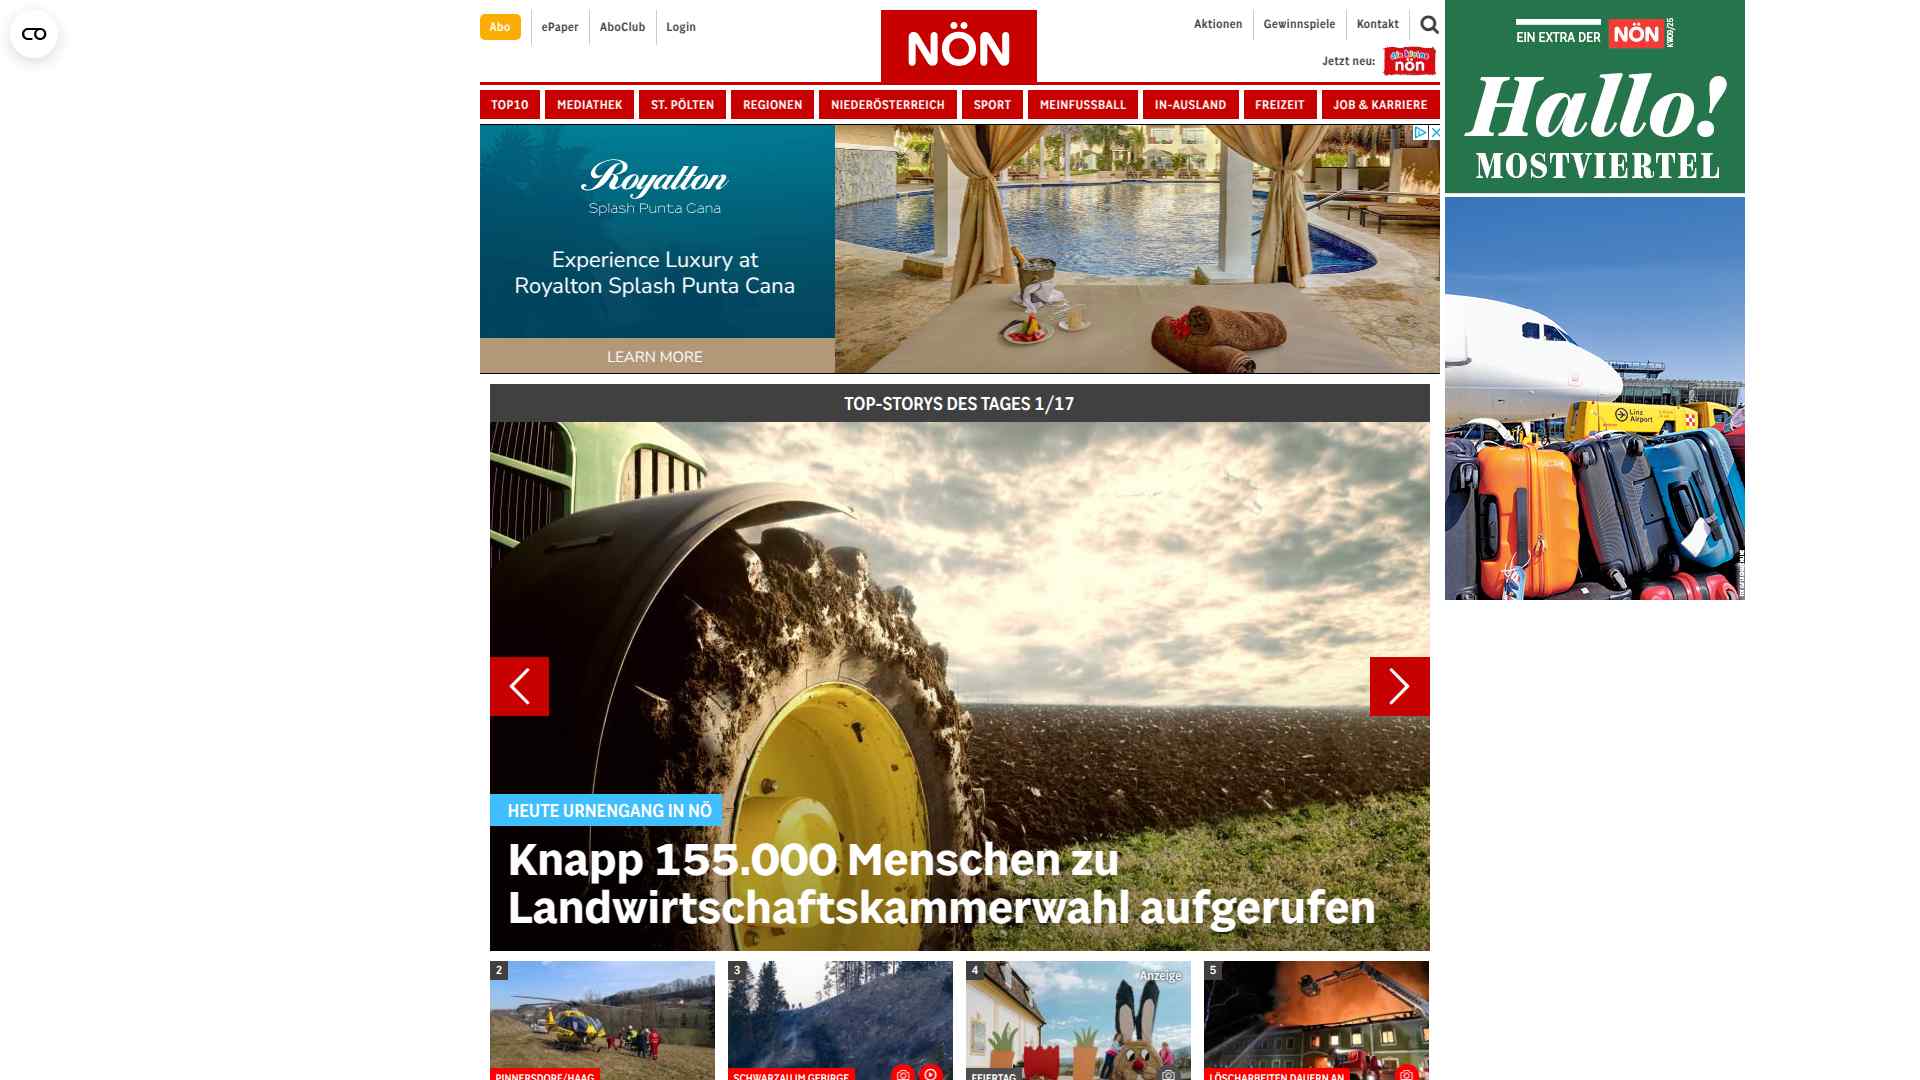 Abo
ePaper
AboClub
Login
NÖN
Aktionen
Gewinnspiele
Kontakt
Jetzt neu:
die kleine
nön
TOP10
MEDIATHEK
ST. PÖLTEN
REGIONEN
NIEDERÖSTERREICH
SPORT
MEINFUSSBALL
IN-AUSLAND
FREIZEIT
JOB & KARRIERE
Royalton
Splash Punta Cana
Experience Luxury at
Royalton Splash Punta Cana
LEARN MORE
EIN EXTRA DER
NÖN
KW09/25
Hallo!
MOSTVIERTEL
Linz
Airport
TOP-STORYS DES TAGES 1/17
HEUTE URNENGANG IN NÖ
Knapp 155.000 Menschen zu
Landwirtschaftskammerwahl aufgerufen
2
PINNERSDORF/HAAG
3
SCHWARZAU IM GEBIRGE
4
Anzeige
FEIERTAG
5
LÖSCHARBEITEN DAUERN AN